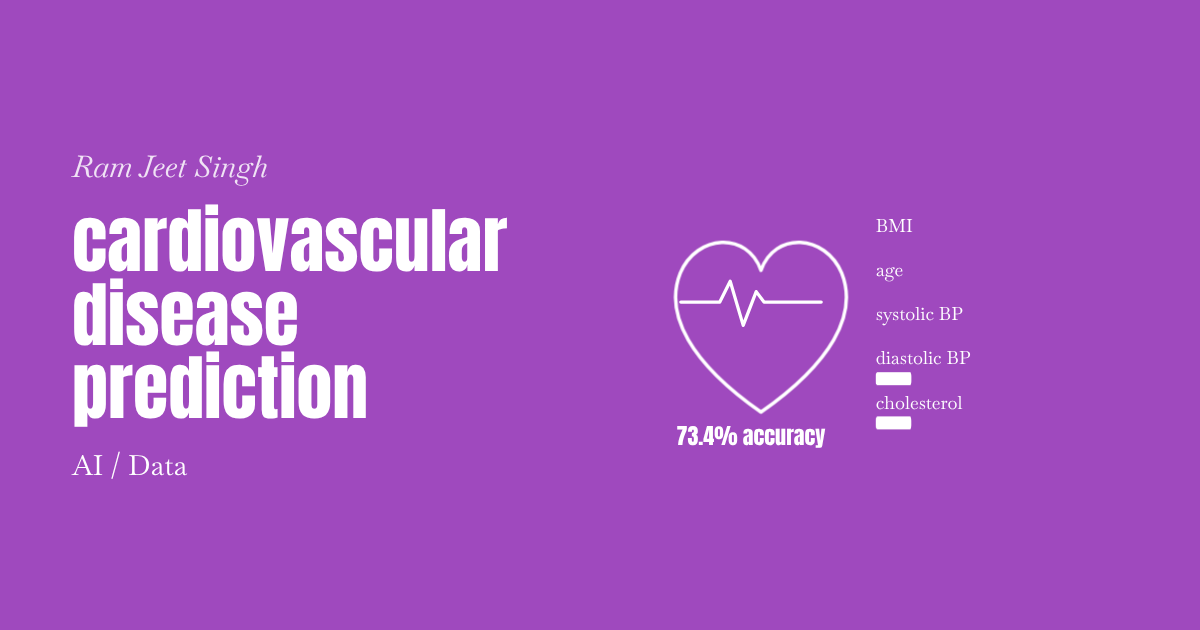 Ram Jeet Singh
cardiovascular
disease
prediction
AI / Data
73.4% accuracy
BMI
age
systolic BP
diastolic BP
cholesterol